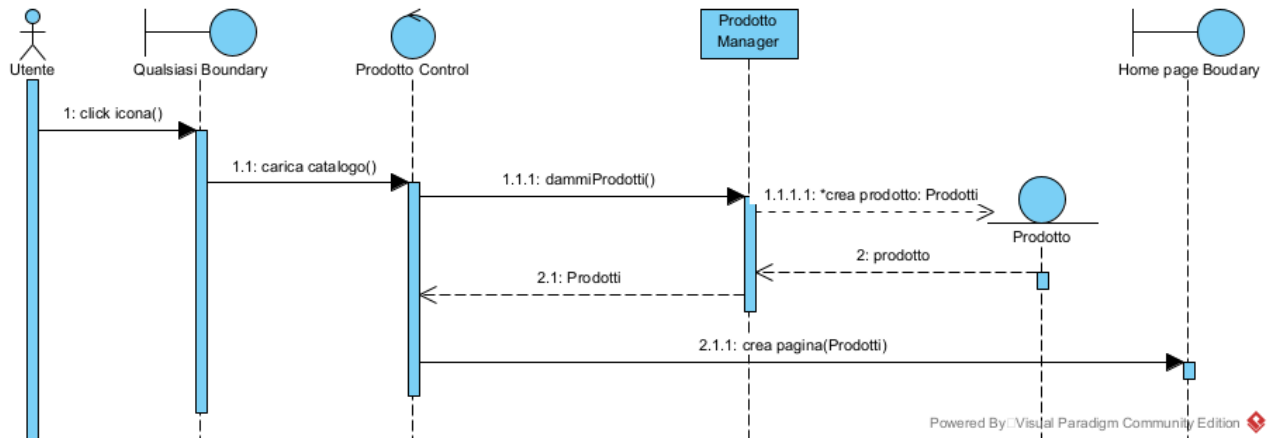 Prodotto
Manager
Utente
Qualsiasi Boundary
Prodotto Control
Home page Boudary
1: click icona()
1.1: carica catalogo()
1.1.1: dammiProdotti()
1.1.1.1: *crea prodotto: Prodotti
Prodotto
2: prodotto
2.1: Prodotti
2.1.1: crea pagina(Prodotti)
Powered By Visual Paradigm Community Edition